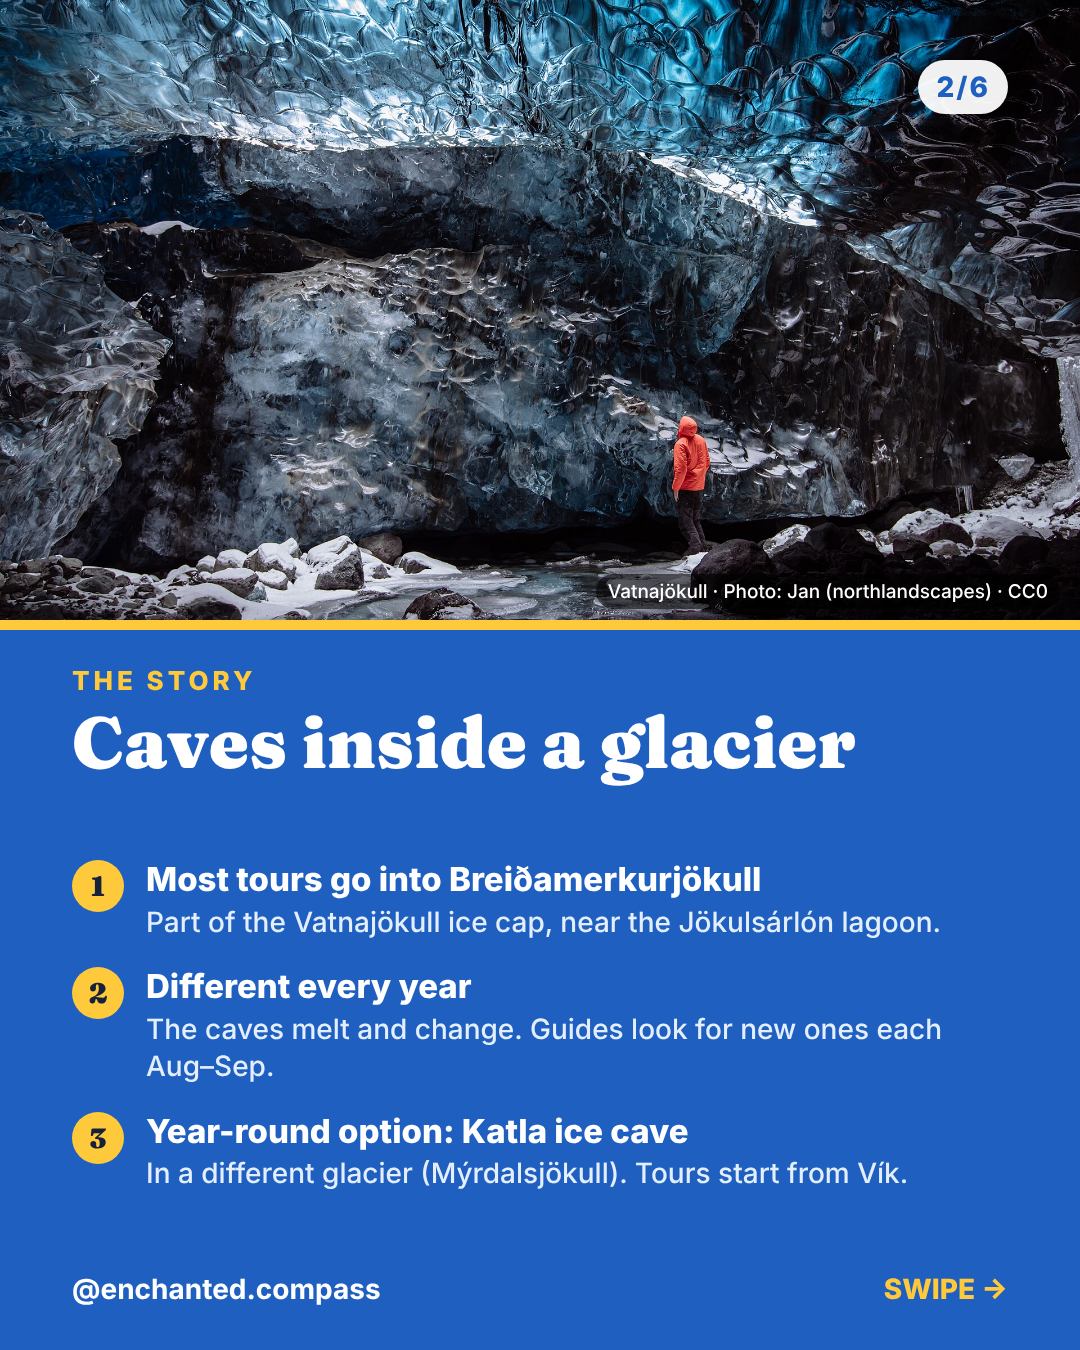 2/6
Vatnajökull · Photo: Jan (northlandscapes) · CC0
THE STORY
Caves inside a glacier
1
Most tours go into Breiðamerkurjökull
Part of the Vatnajökull ice cap, near the Jökulsárlón lagoon.
2
Different every year
The caves melt and change. Guides look for new ones each
Aug–Sep.
3
Year-round option: Katla ice cave
In a different glacier (Mýrdalsjökull). Tours start from Vík.
@enchanted.compass
SWIPE →